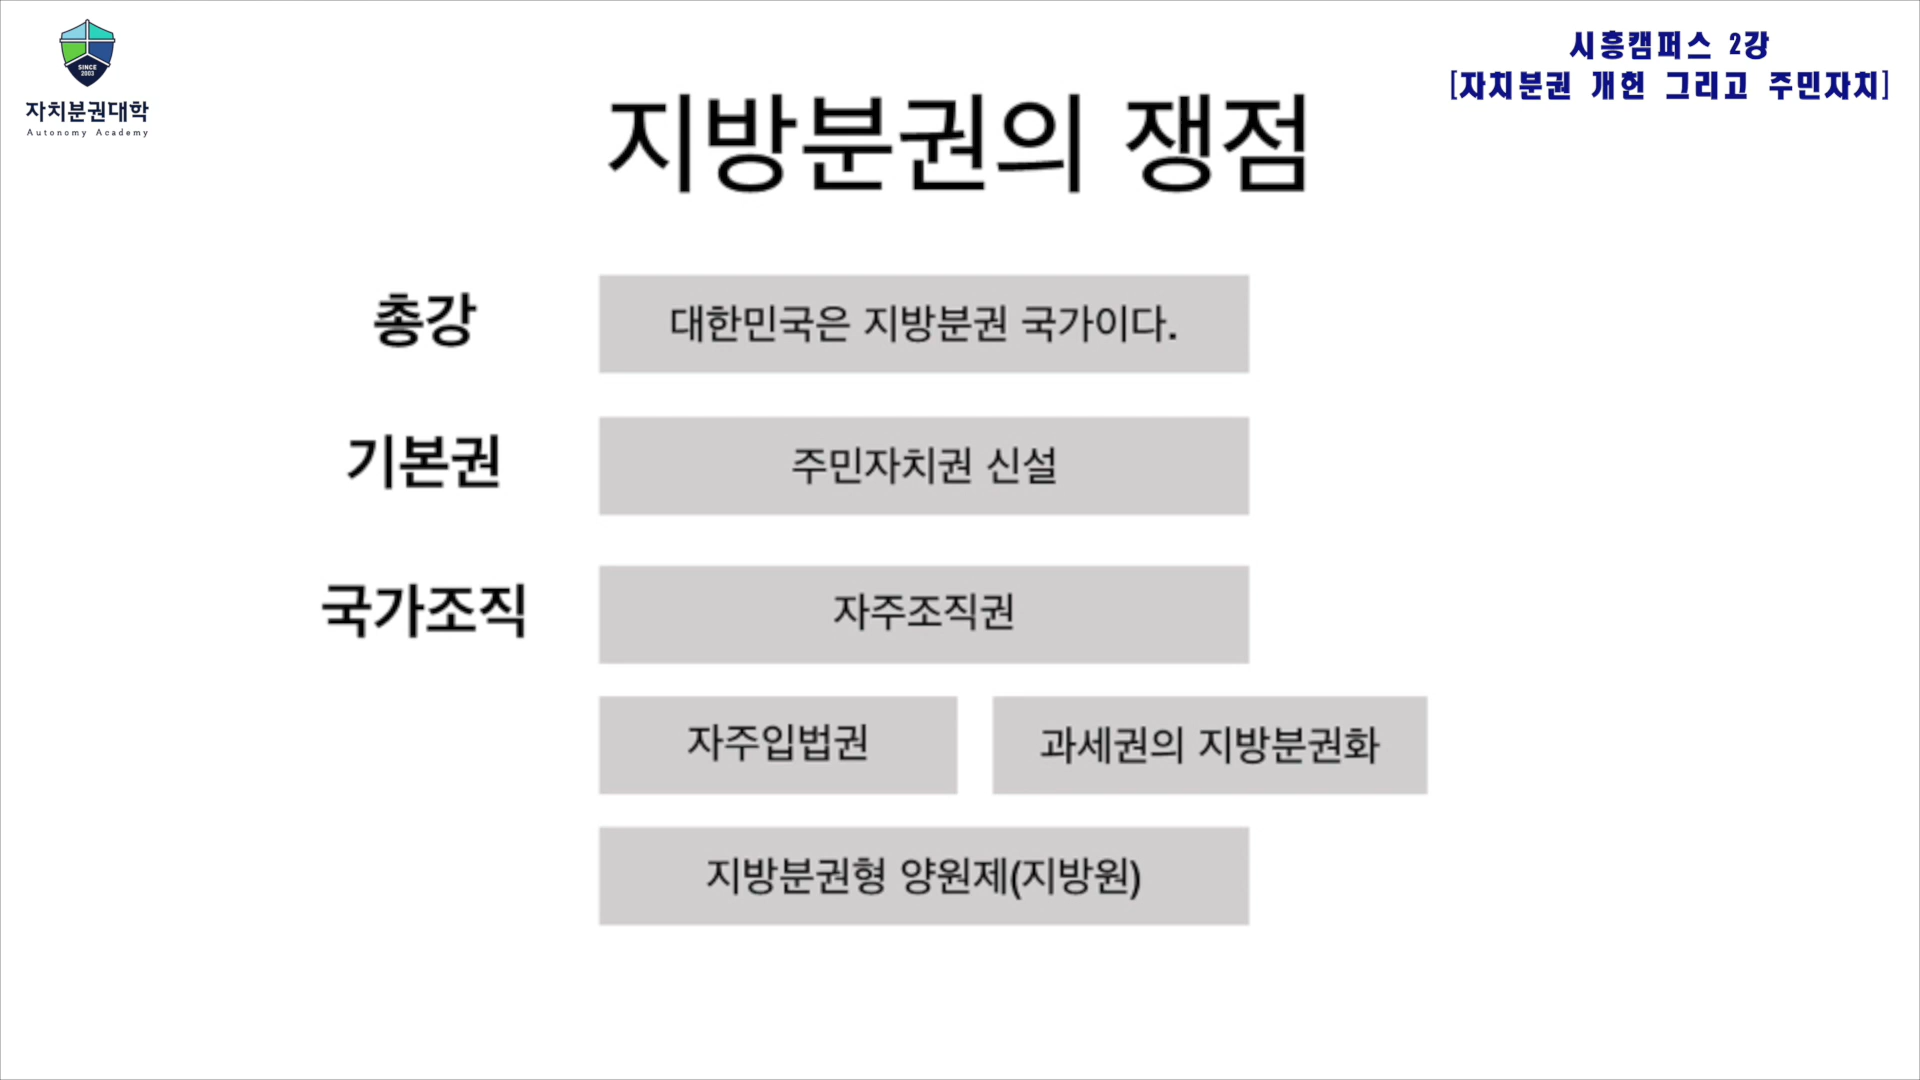 SINCE
2003
자치분권대학
Autonomy Academy
시흥캠퍼스 2강
[자치분권 개헌 그리고 주민자치]
지방분권의 쟁점
총강
대한민국은 지방분권 국가이다.
기본권
주민자치권 신설
국가조직
자주조직권
자주입법권
과세권의 지방분권화
지방분권형 양원제(지방원)